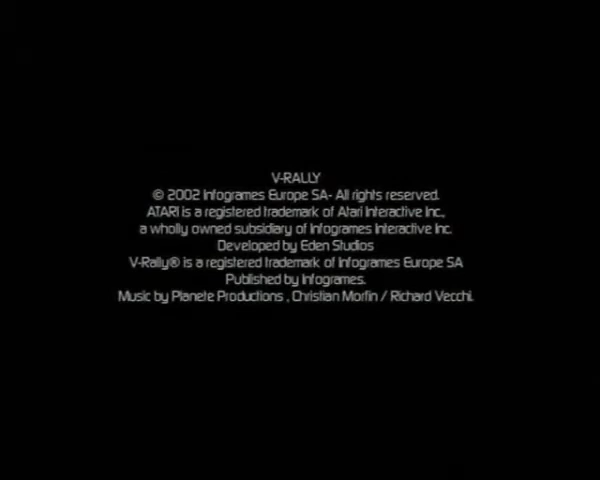 V-RALLY
© 2002 Infogrames Europe SA- All rights reserved.
ATARI is a registered trademark of Atari Interactive Inc.,
a wholly owned subsidiary of Infogrames Interactive Inc.
Developed by Eden Studios
V-Rally® is a registered trademark of Infogrames Europe SA
Published by Infogrames.
Music by Planete Productions , Christian Morfin / Richard Vecchi.